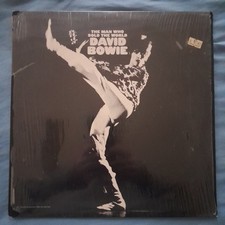 THE MAN WHO
SOLD THE WORLD
DAVID
BOWIE